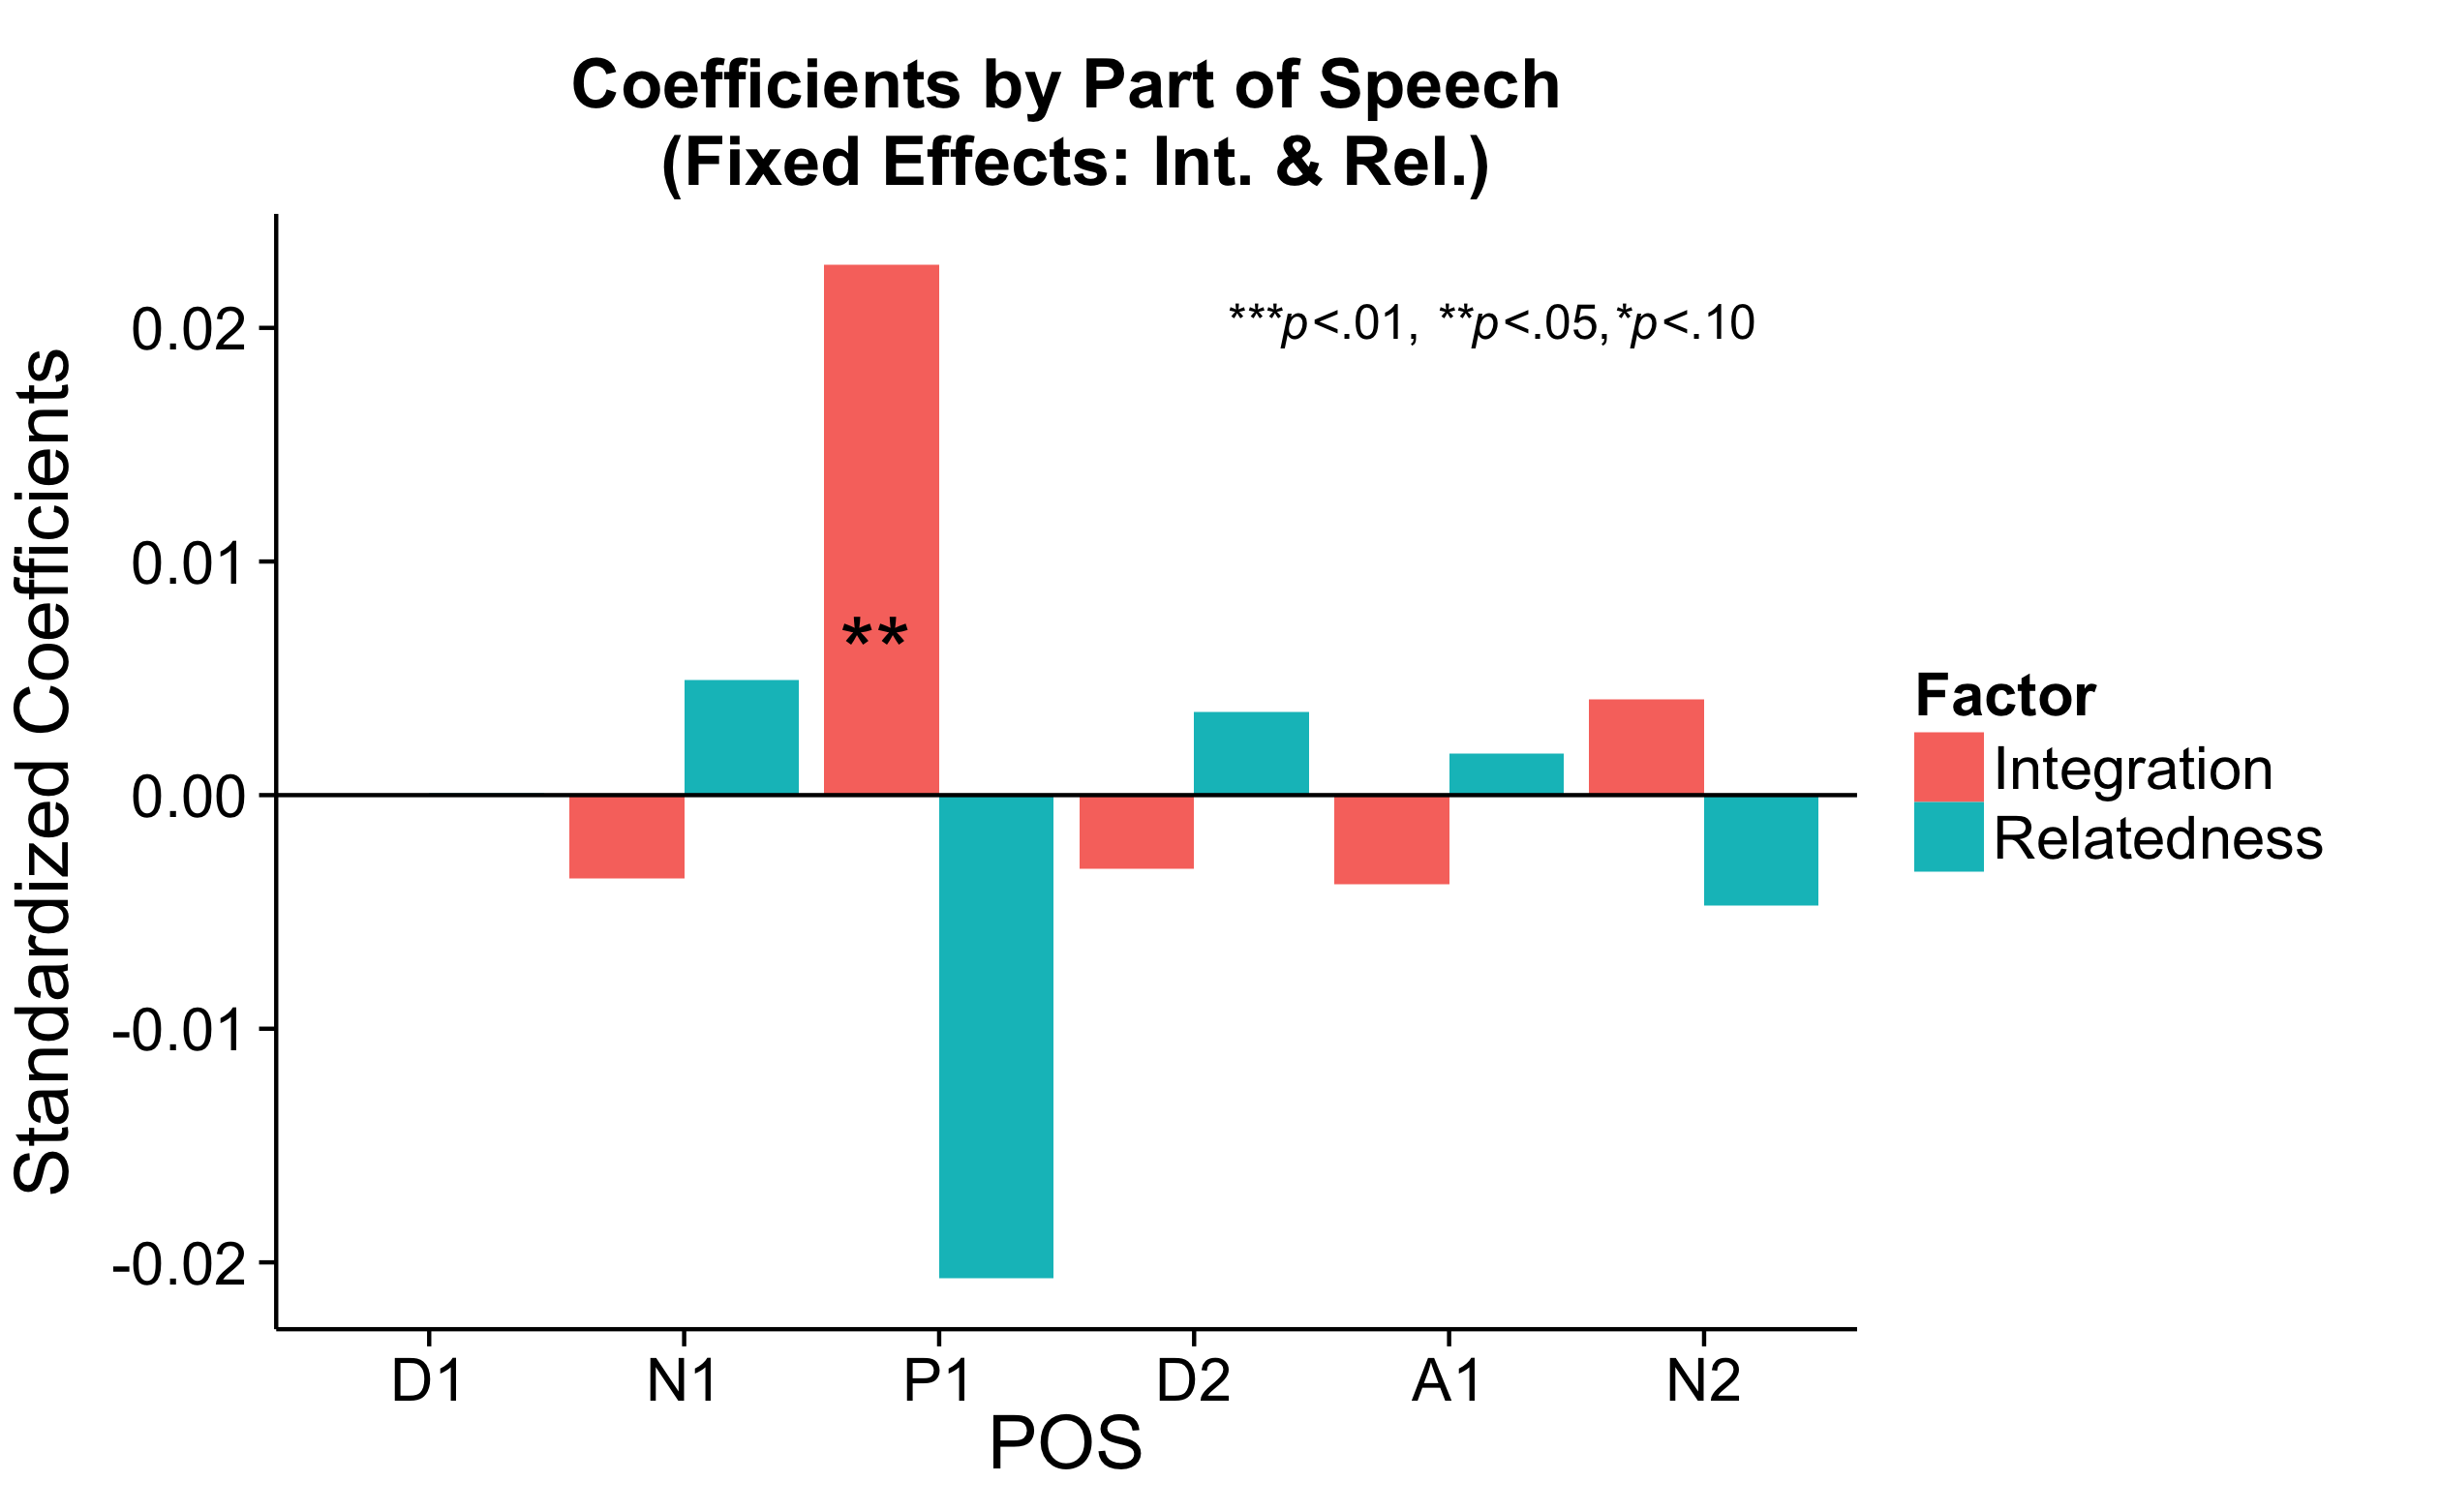 Coefficients by Part of Speech
(Fixed Effects: Int. & Rel.)
Standardized Coefficients
0.02
0.01
0.00
-0.01
-0.02
***p<.01, **p<.05,*p<.10
**
Factor
Integration
Relatedness
D1 N1 P1 D2 A1 N2
POS